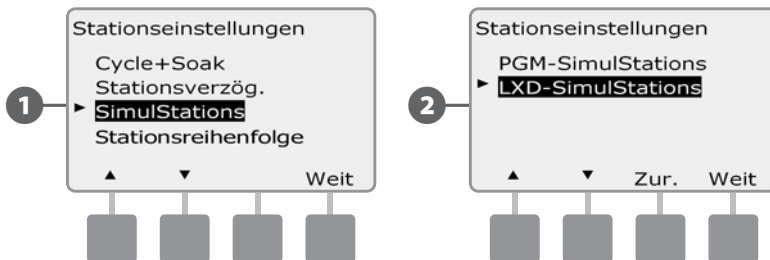 Stationseinstellungen
Cycle+Soak
Stationsverzög.
1
► SimulStations
Stationsreihenfolge
▲ ▼ Weit
Stationseinstellungen
PGM-SimulStations
2
► LXD-SimulStations
▲ ▼ Zur. Weit